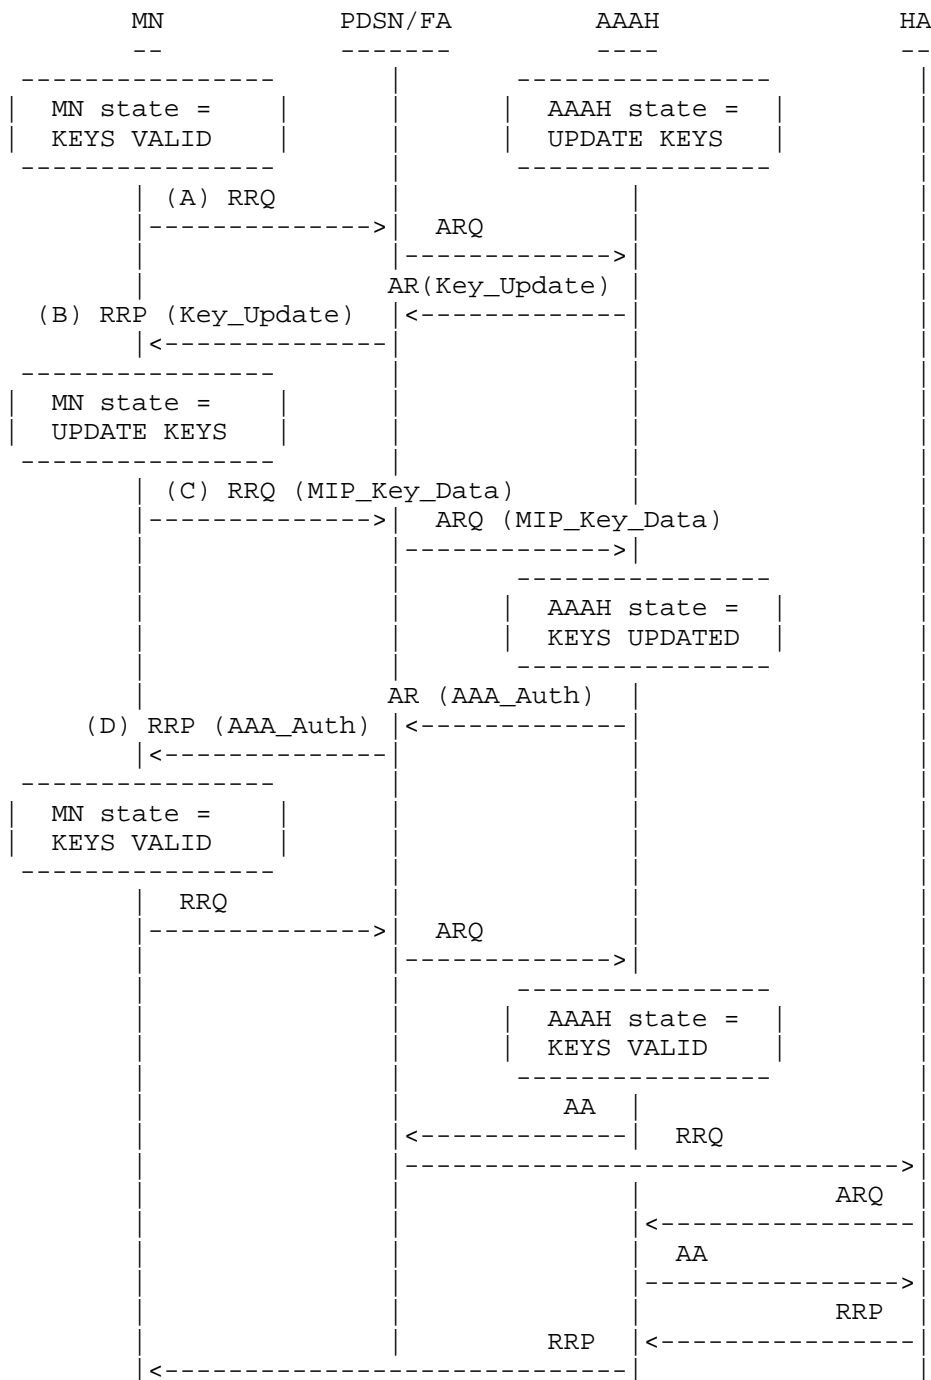 MN PDSN/FA AAAH HA
-- ------- ---- --
---------------- | ---------------- |
| MN state = | | | AAAH state = | |
| KEYS VALID | | | UPDATE KEYS | |
---------------- | ---------------- |
| (A) RRQ | | |
|-------------->| ARQ | |
| |------------->| |
| AR(Key_Update) | |
(B) RRP (Key_Update) |<-------------| |
|<--------------| | |
---------------- | | |
| MN state = | | | |
| UPDATE KEYS | | | |
---------------- | | |
| (C) RRQ (MIP_Key_Data) | |
|-------------->| ARQ (MIP_Key_Data) |
| |------------->| |
| | ---------------- |
| | | AAAH state = | |
| | | KEYS UPDATED | |
| | ---------------- |
| AR (AAA_Auth) | |
(D) RRP (AAA_Auth) |<-------------| |
|<--------------| | |
---------------- | | |
| MN state = | | | |
| KEYS VALID | | | |
---------------- | | |
| RRQ | | |
|-------------->| ARQ | |
| |------------->| |
| | ---------------- |
| | | AAAH state = | |
| | | KEYS VALID | |
| | ---------------- |
| | AA | |
| |<-------------| RRQ |
| |------------------------------->|
| | | ARQ |
| | |<----------------|
| | | AA |
| | |---------------->|
| | | RRP |
| | RRP |<----------------|
|<-----------------------------| |